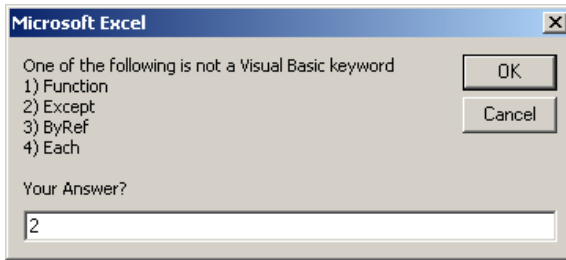 Microsoft Excel
One of the following is not a Visual Basic keyword
1) Function
2) Except
3) ByRef
4) Each
OK
Cancel
Your Answer?
2